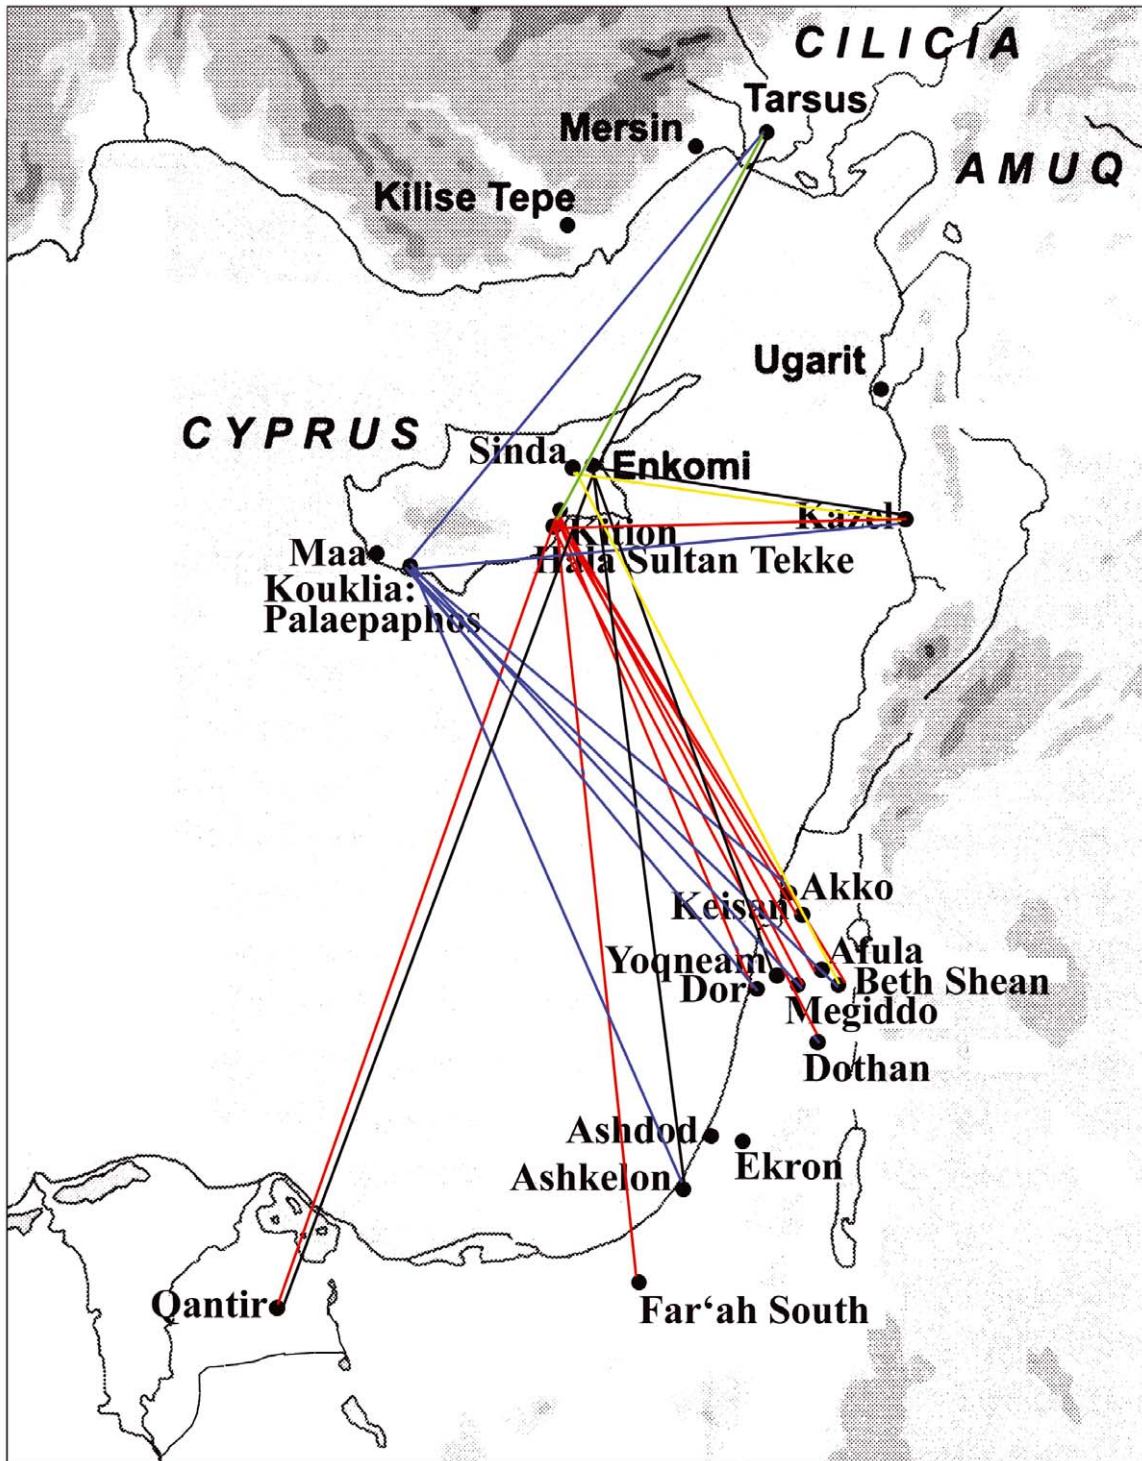 CILICIA
Tarsus
Mersin
AMUQ
Kilise Tepe
Ugarit
CYPRUS
Sinda
Enkomi
Kazel
Kition
Maa
Hala Sultan Tekke
Kouklia:
Palaepaphos
Akko
Keisan
Afula
Yoqneam
Beth Shean
Dor
Megiddo
Dothan
Ashdod
Ekron
Ashkelon
Qantir
Far‘ah South